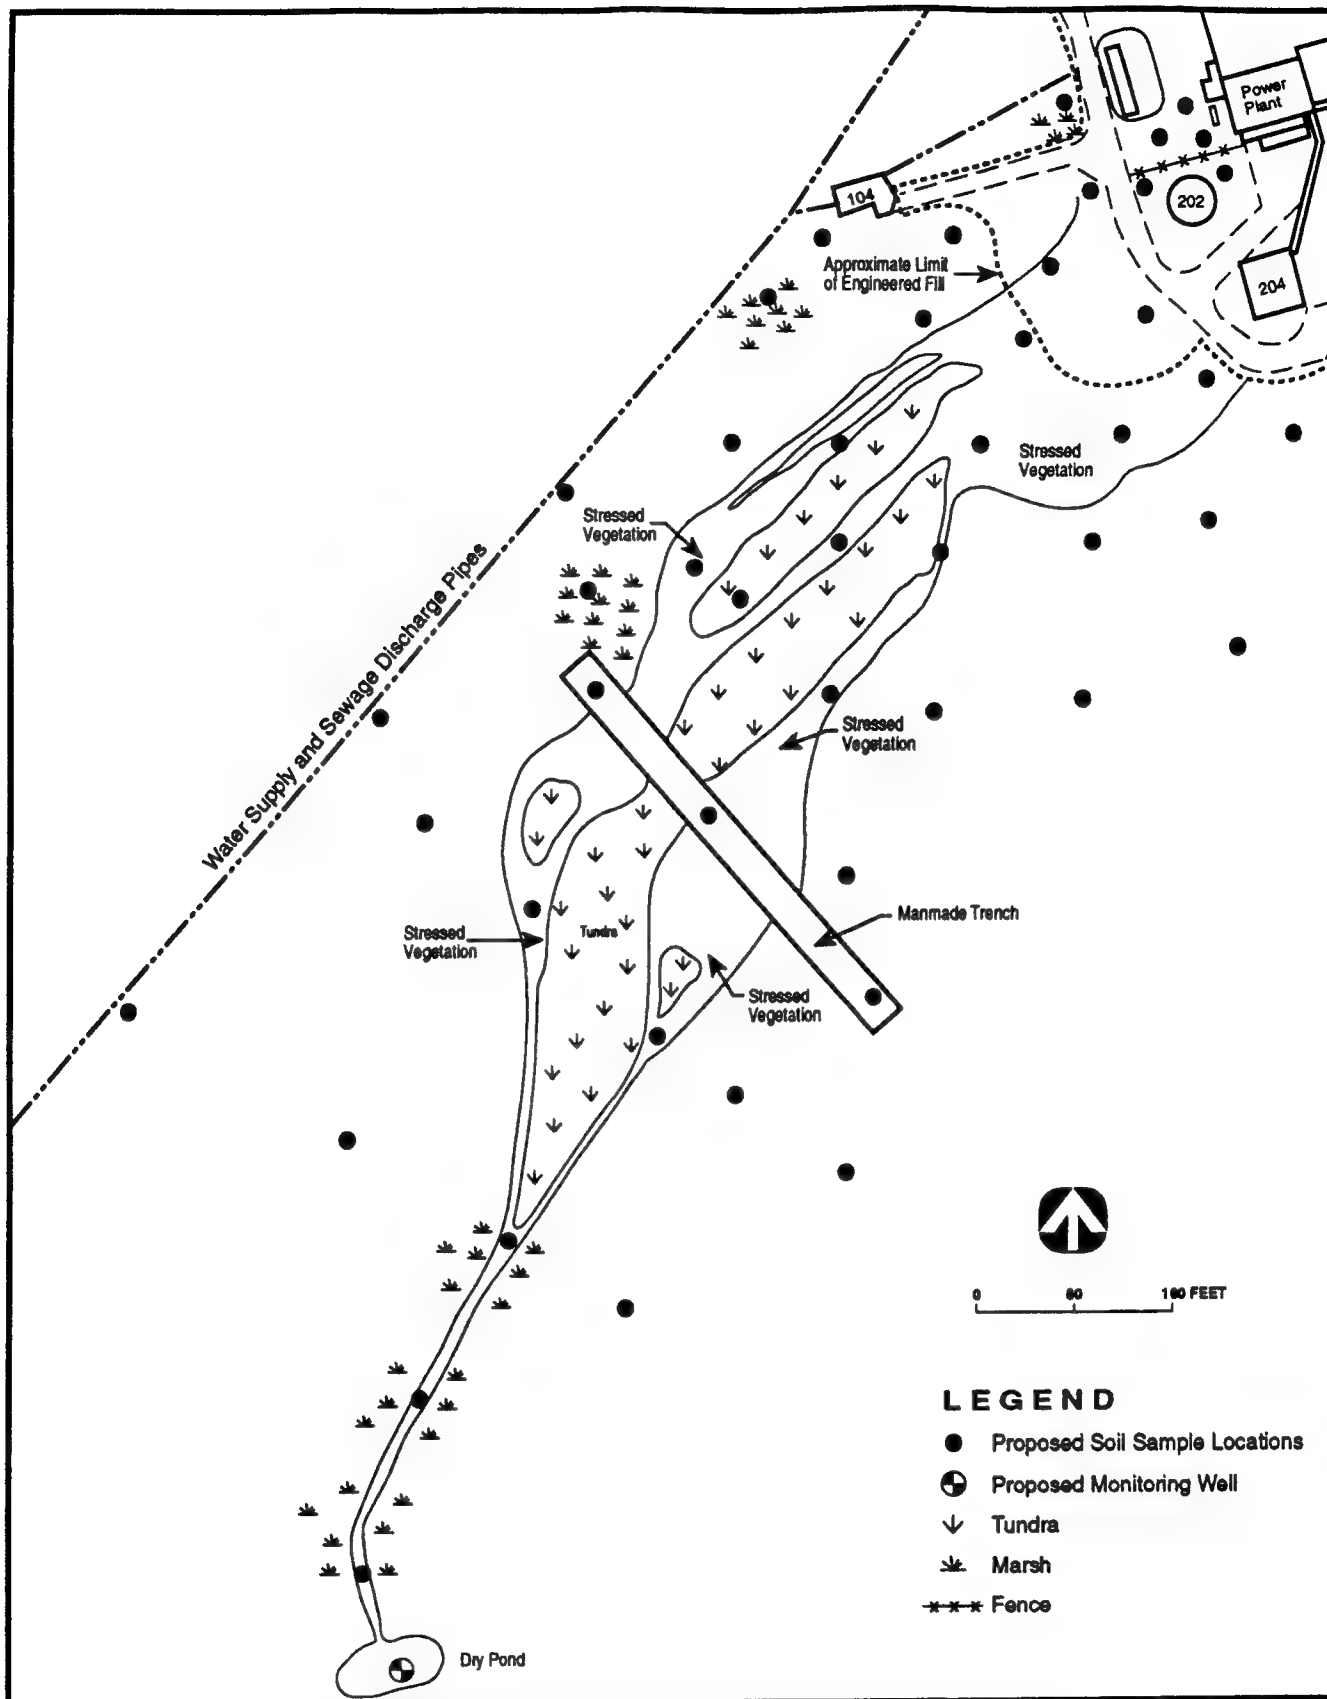 Power
Plant
104
202
204
Approximate Limit
of Engineered Fill
Stressed
Vegetation
Stressed
Vegetation
Water Supply and Sewage Discharge Pipes
Stressed
Vegetation
Manmade Trench
Stressed
Vegetation
Tundra
Stressed
Vegetation
0 80 160 FEET
LEGEND
Proposed Soil Sample Locations
Proposed Monitoring Well
Tundra
Marsh
Fence
Dry Pond